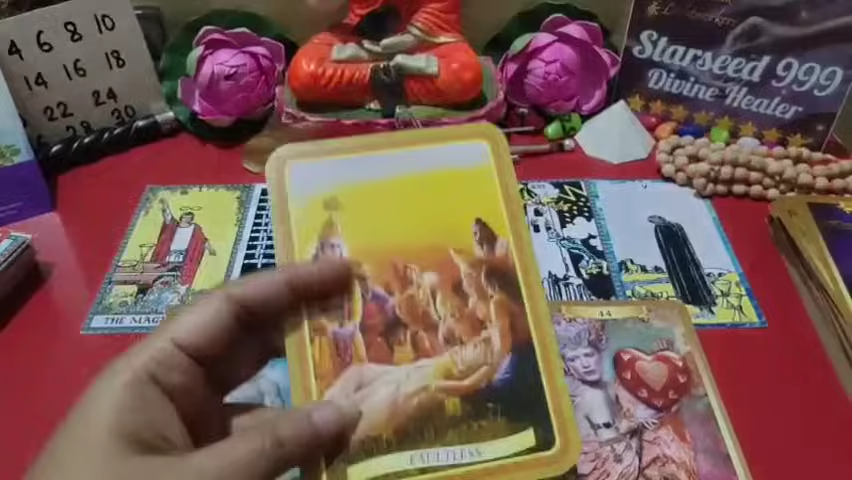 4 6 8 10
14 16 18
22 24
28 30
Starseed 999
Divine Healer
THE MAG
44
FAULTLESS